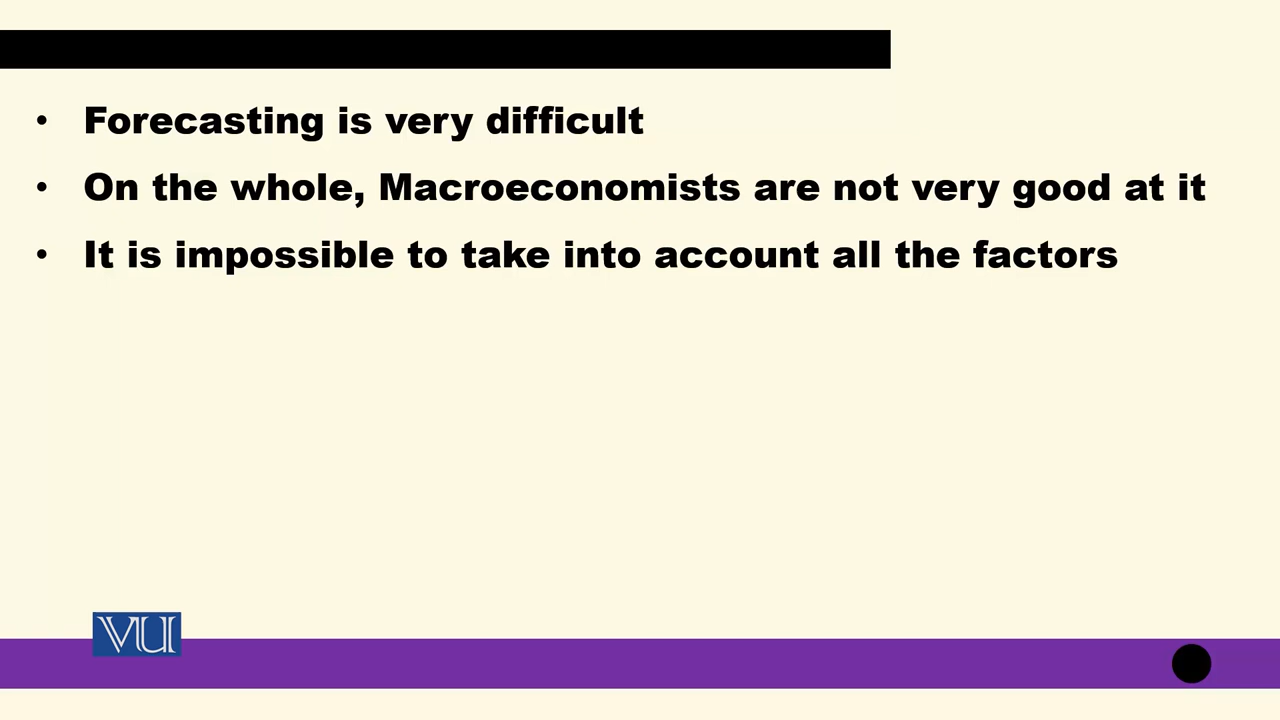 • Forecasting is very difficult
• On the whole, Macroeconomists are not very good at it
• It is impossible to take into account all the factors
VU